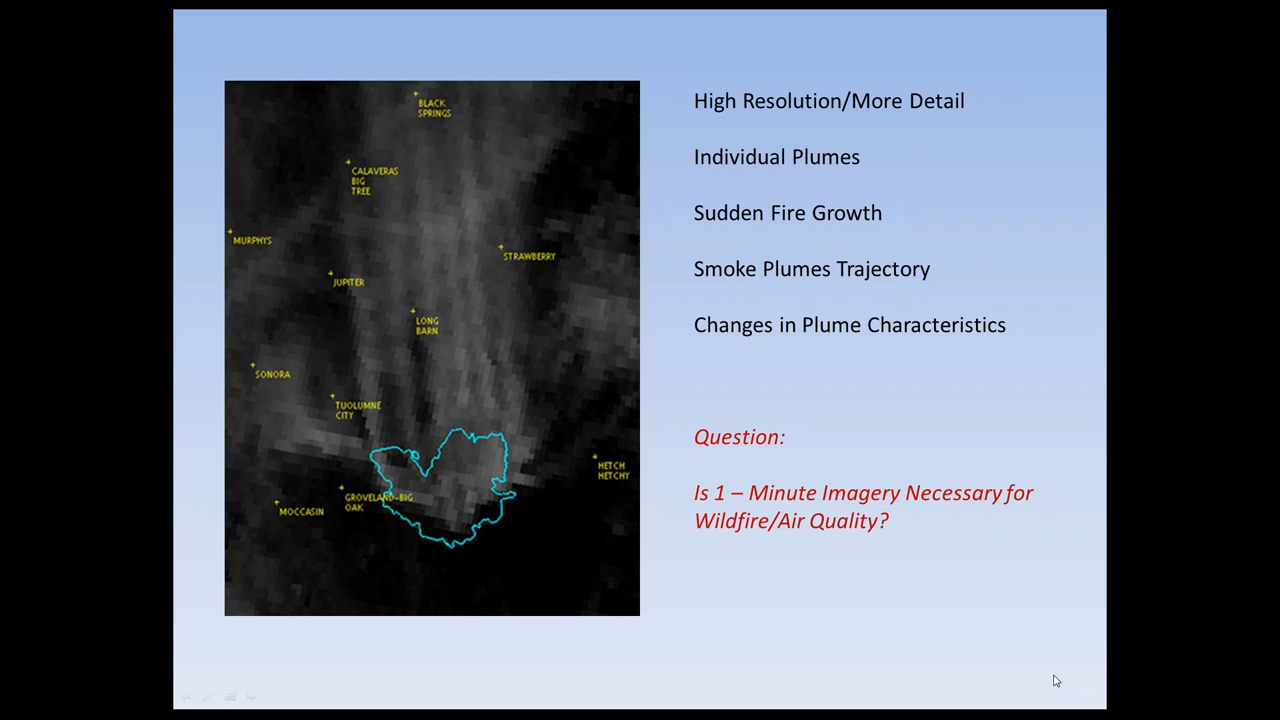 BLACK
SPRINGS
CALAVERAS
BIG
TREE
MURPHYS
STRAWBERRY
JUPITER
LONG
BARN
SONORA
TUOLUMNE
CITY
HETCH
HETCHY
GROVELAND-BIG
OAK
MOCCASIN
High Resolution/More Detail
Individual Plumes
Sudden Fire Growth
Smoke Plumes Trajectory
Changes in Plume Characteristics
Question:
Is 1 – Minute Imagery Necessary for
Wildfire/Air Quality?